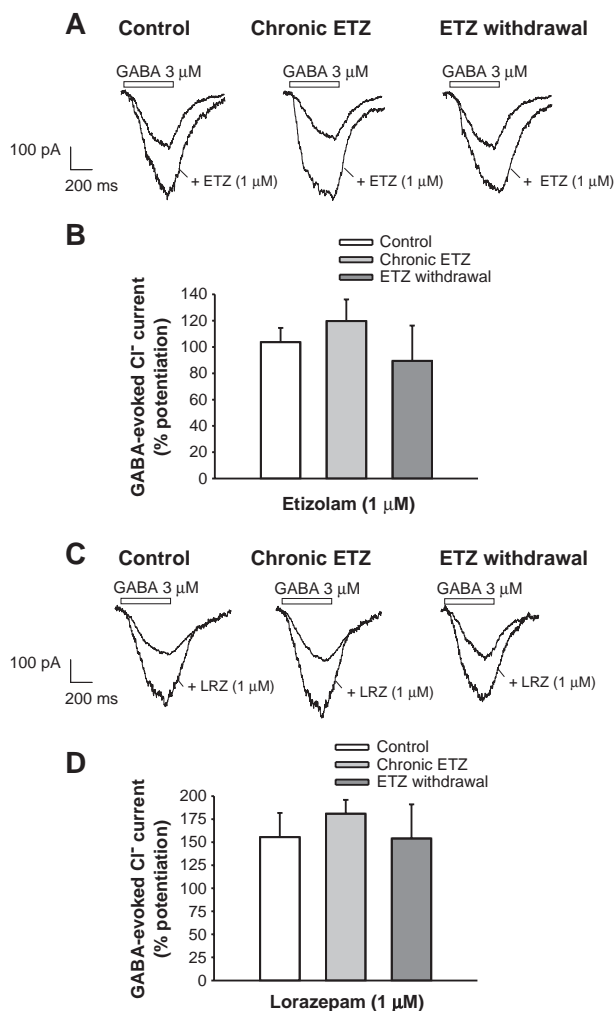 A
Control
Chronic ETZ
ETZ withdrawal
GABA 3 μM
GABA 3 μM
GABA 3 μM
100 pA
200 ms
+ ETZ (1 μM)
+ ETZ (1 μM)
+ ETZ (1 μM)
B
Control
Chronic ETZ
ETZ withdrawal
GABA-evoked Cl⁻ current
(% potentiation)
140
120
100
80
60
40
20
0
Etizolam (1 μM)
C
Control
Chronic ETZ
ETZ withdrawal
GABA 3 μM
GABA 3 μM
GABA 3 μM
100 pA
200 ms
+ LRZ (1 μM)
+ LRZ (1 μM)
+ LRZ (1 μM)
D
Control
Chronic ETZ
ETZ withdrawal
GABA-evoked Cl⁻ current
(% potentiation)
200
175
150
125
100
75
50
25
0
Lorazepam (1 μM)